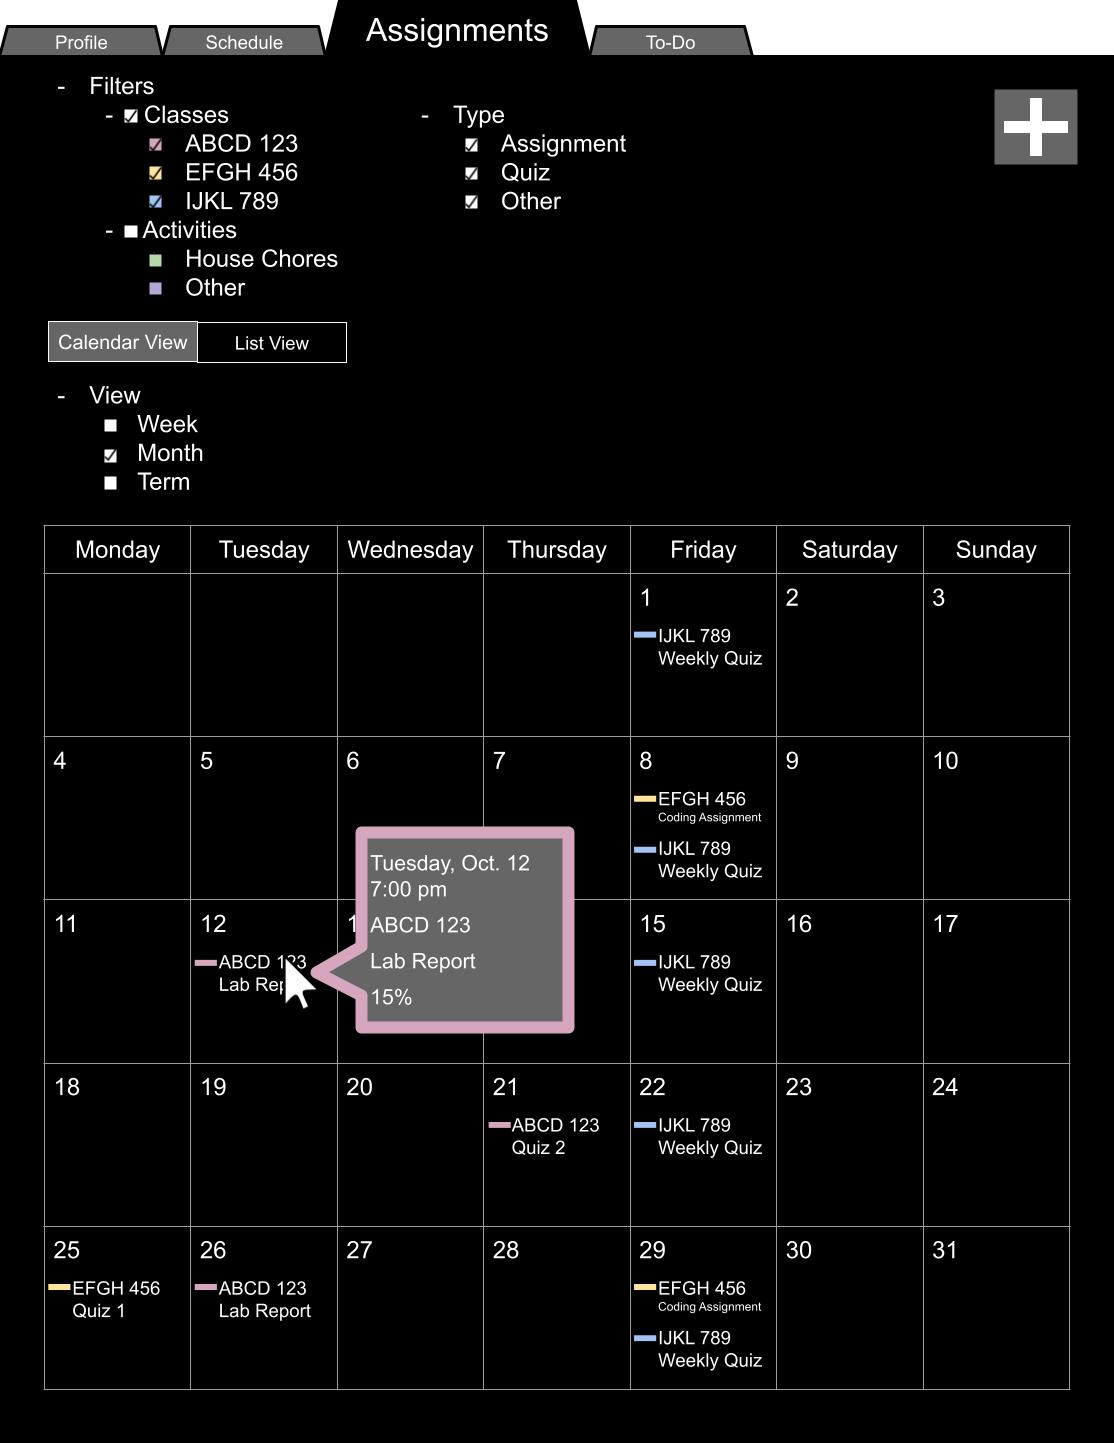 Profile
Schedule
Assignments
To-Do
- Filters
- Classes
ABCD 123
EFGH 456
IJKL 789
- Activities
House Chores
Other
- Type
Assignment
Quiz
Other
Calendar View
List View
- View
Week
Month
Term
Monday Tuesday Wednesday Thursday Friday Saturday Sunday
1
IJKL 789
Weekly Quiz
2
3
4
5
6
7
8
EFGH 456
Coding Assignment
IJKL 789
Weekly Quiz
9
10
11
12
ABCD 123
Lab Rep
1
Tuesday, Oct. 12
7:00 pm
ABCD 123
Lab Report
15%
15
IJKL 789
Weekly Quiz
16
17
18
19
20
21
ABCD 123
Quiz 2
22
IJKL 789
Weekly Quiz
23
24
25
EFGH 456
Quiz 1
26
ABCD 123
Lab Report
27
28
29
EFGH 456
Coding Assignment
IJKL 789
Weekly Quiz
30
31